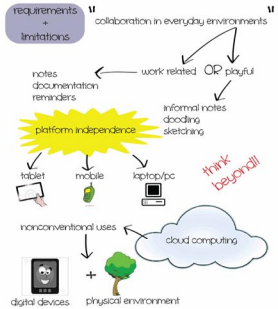 requirements
+
limitations
" collaboration in everyday environments "
work related OR playful
notes
documentation
reminders
informal notes
doodling
sketching
platform independence
tablet mobile laptop/pc
think
beyond!!
nonconventional uses
cloud computing
+
digital devices physical environment